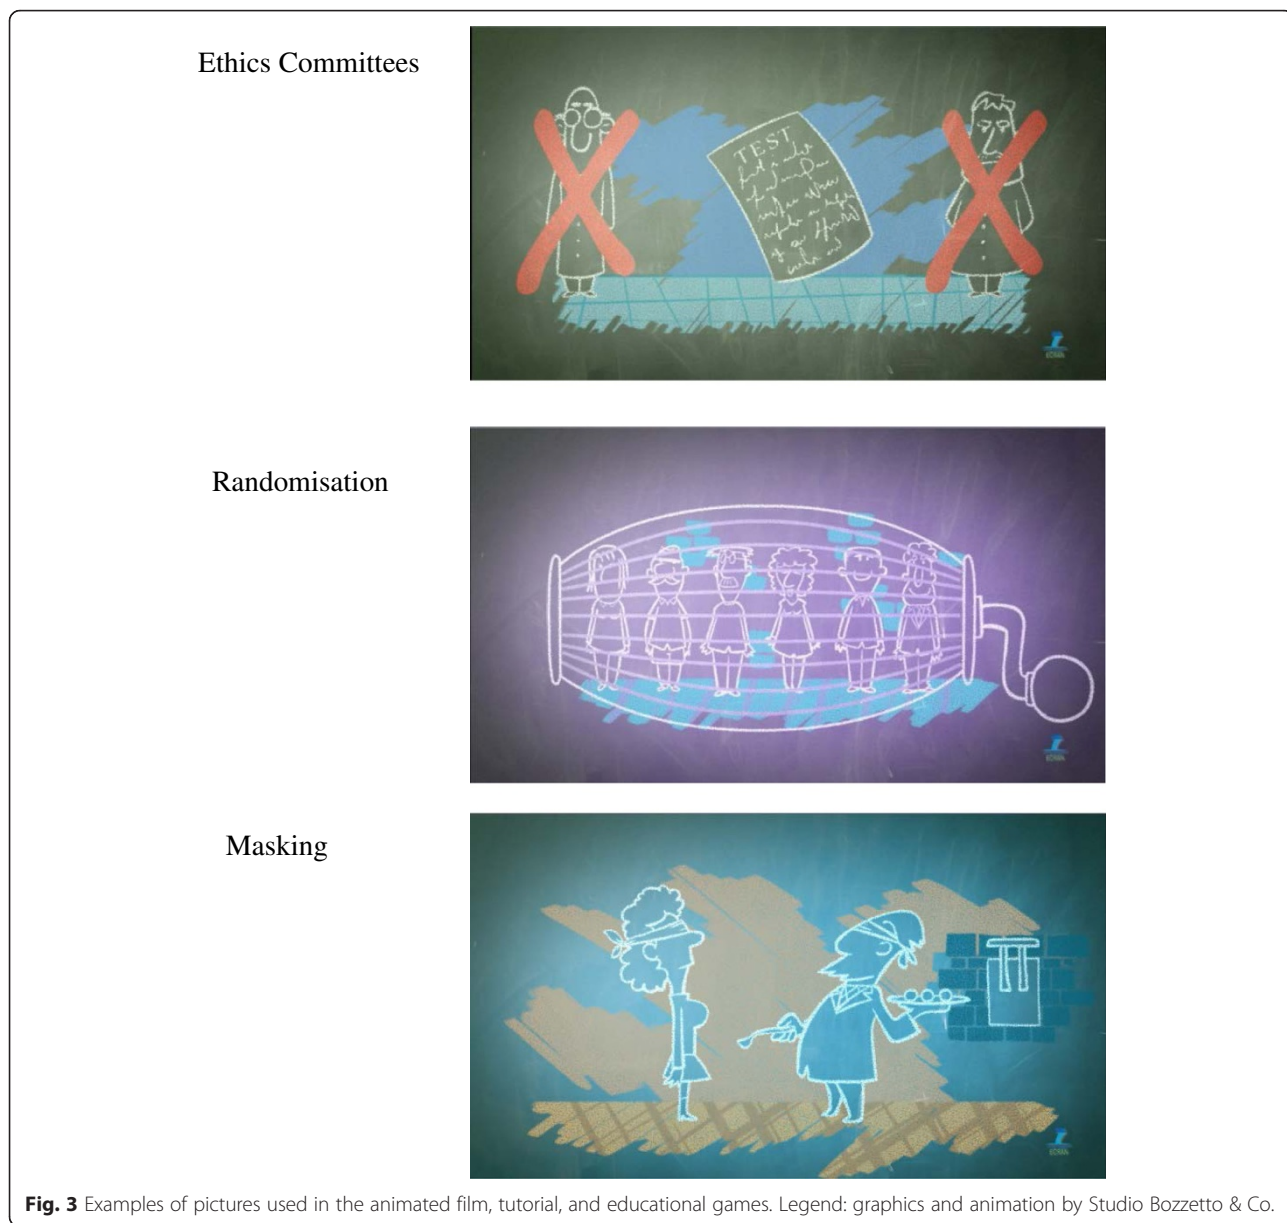 Ethics Committees
TEST
Randomisation
Masking
Fig. 3 Examples of pictures used in the animated film, tutorial, and educational games. Legend: graphics and animation by Studio Bozzetto & Co.